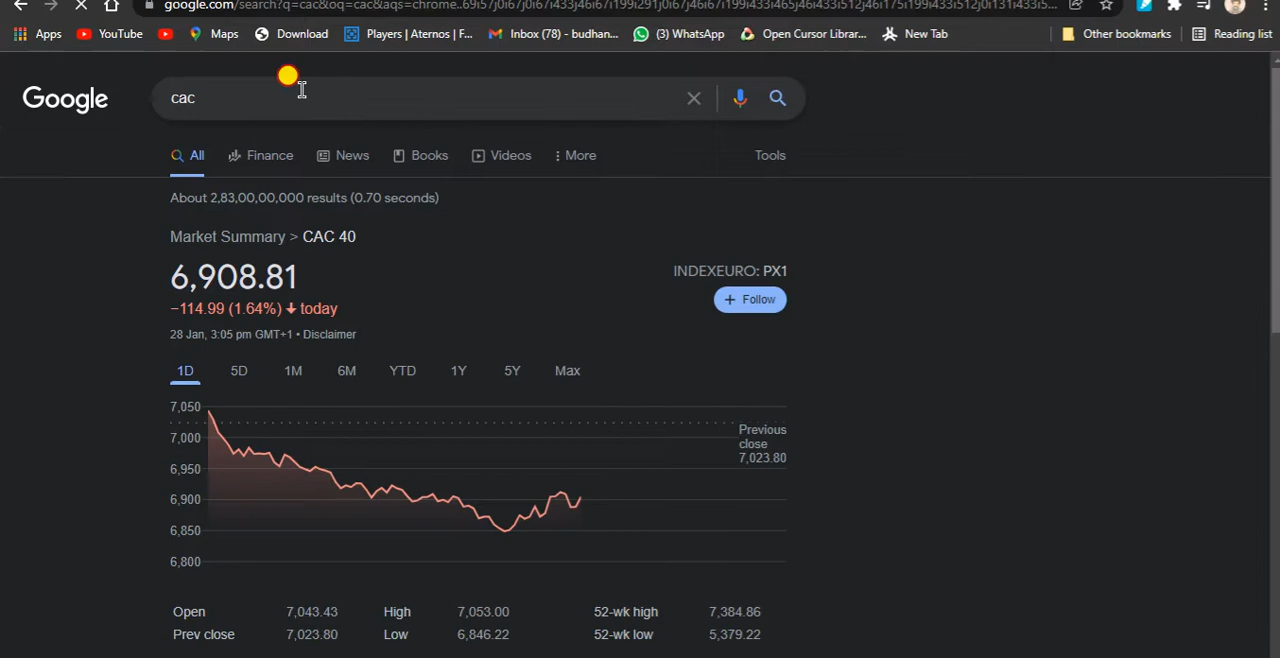 google.com/search?q=cac&oq=cac&aqs=chrome..69i57j0i67j0i67i433j46i67i199i291j0i67j46i67i199i433i465j46i433i512j46i175i199i433i512j0i131i433i5...
Apps YouTube Maps Download Players | Aternos | F... Inbox (78) - budhan... (3) WhatsApp Open Cursor Librar... New Tab Other bookmarks Reading list
Google cac
All Finance News Books Videos More Tools
About 2,83,00,00,000 results (0.70 seconds)
Market Summary > CAC 40
6,908.81 INDEXEURO: PX1
−114.99 (1.64%) today + Follow
28 Jan, 3:05 pm GMT+1 • Disclaimer
1D 5D 1M 6M YTD 1Y 5Y Max
7,050
7,000
6,950
6,900
6,850
6,800
Previous
close
7,023.80
Open 7,043.43 High 7,053.00 52-wk high 7,384.86
Prev close 7,023.80 Low 6,846.22 52-wk low 5,379.22